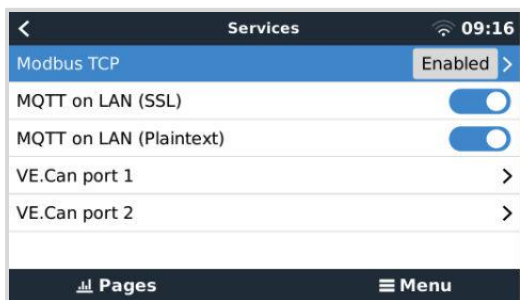 Services 09:16
Modbus TCP Enabled
MQTT on LAN (SSL)
MQTT on LAN (Plaintext)
VE.Can port 1
VE.Can port 2
Pages Menu